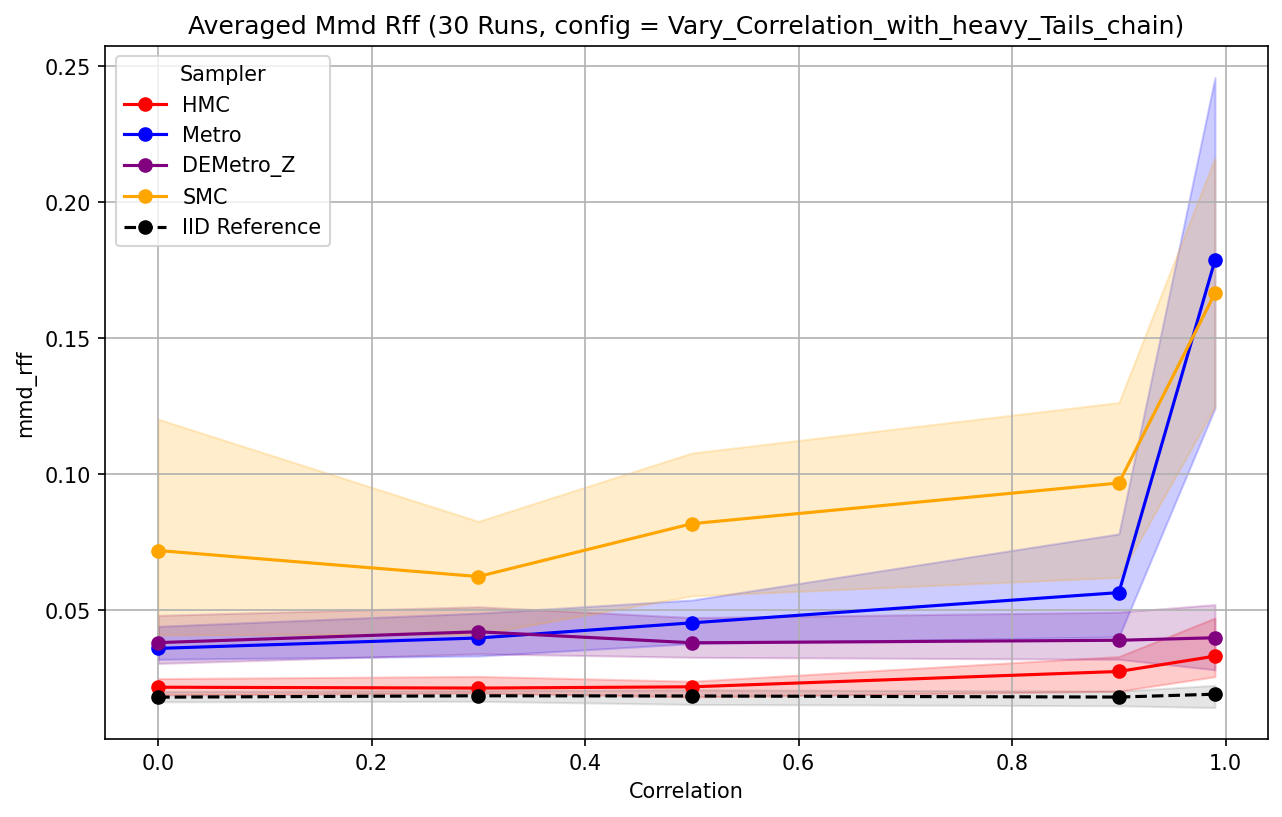 Averaged Mmd Rff (30 Runs, config = Vary_Correlation_with_heavy_Tails_chain)
Sampler
HMC
Metro
DEMetro_Z
SMC
IID Reference
mmd_rff
0.25
0.20
0.15
0.10
0.05
0.0
0.2
0.4
0.6
0.8
1.0
Correlation